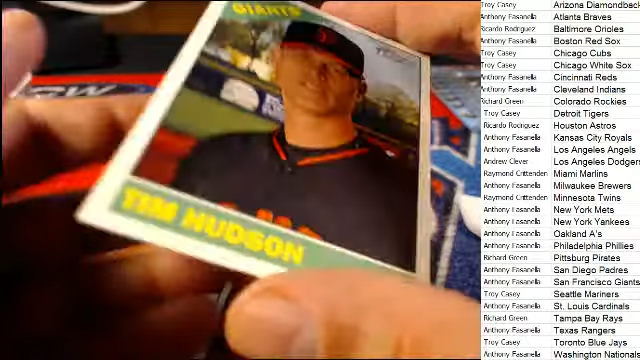 GIANTS
TIM HUDSON
Troy Casey Arizona Diamondback
Anthony Fasanella Atlanta Braves
Ricardo Rodriguez Baltimore Orioles
Anthony Fasanella Boston Red Sox
Troy Casey Chicago Cubs
Troy Casey Chicago White Sox
Anthony Fasanella Cincinnati Reds
Anthony Fasanella Cleveland Indians
Richard Green Colorado Rockies
Troy Casey Detroit Tigers
Ricardo Rodriguez Houston Astros
Anthony Fasanella Kansas City Royals
Anthony Fasanella Los Angeles Angels
Andrew Clever Los Angeles Dodgers
Raymond Crittenden Miami Marlins
Anthony Fasanella Milwaukee Brewers
Raymond Crittenden Minnesota Twins
Anthony Fasanella New York Mets
Anthony Fasanella New York Yankees
Anthony Fasanella Oakland A's
Anthony Fasanella Philadelphia Phillies
Richard Green Pittsburg Pirates
Anthony Fasanella San Diego Padres
Anthony Fasanella San Francisco Giants
Troy Casey Seattle Mariners
Anthony Fasanella St. Louis Cardinals
Richard Green Tampa Bay Rays
Anthony Fasanella Texas Rangers
Troy Casey Toronto Blue Jays
Anthony Fasanella Washington Nationals